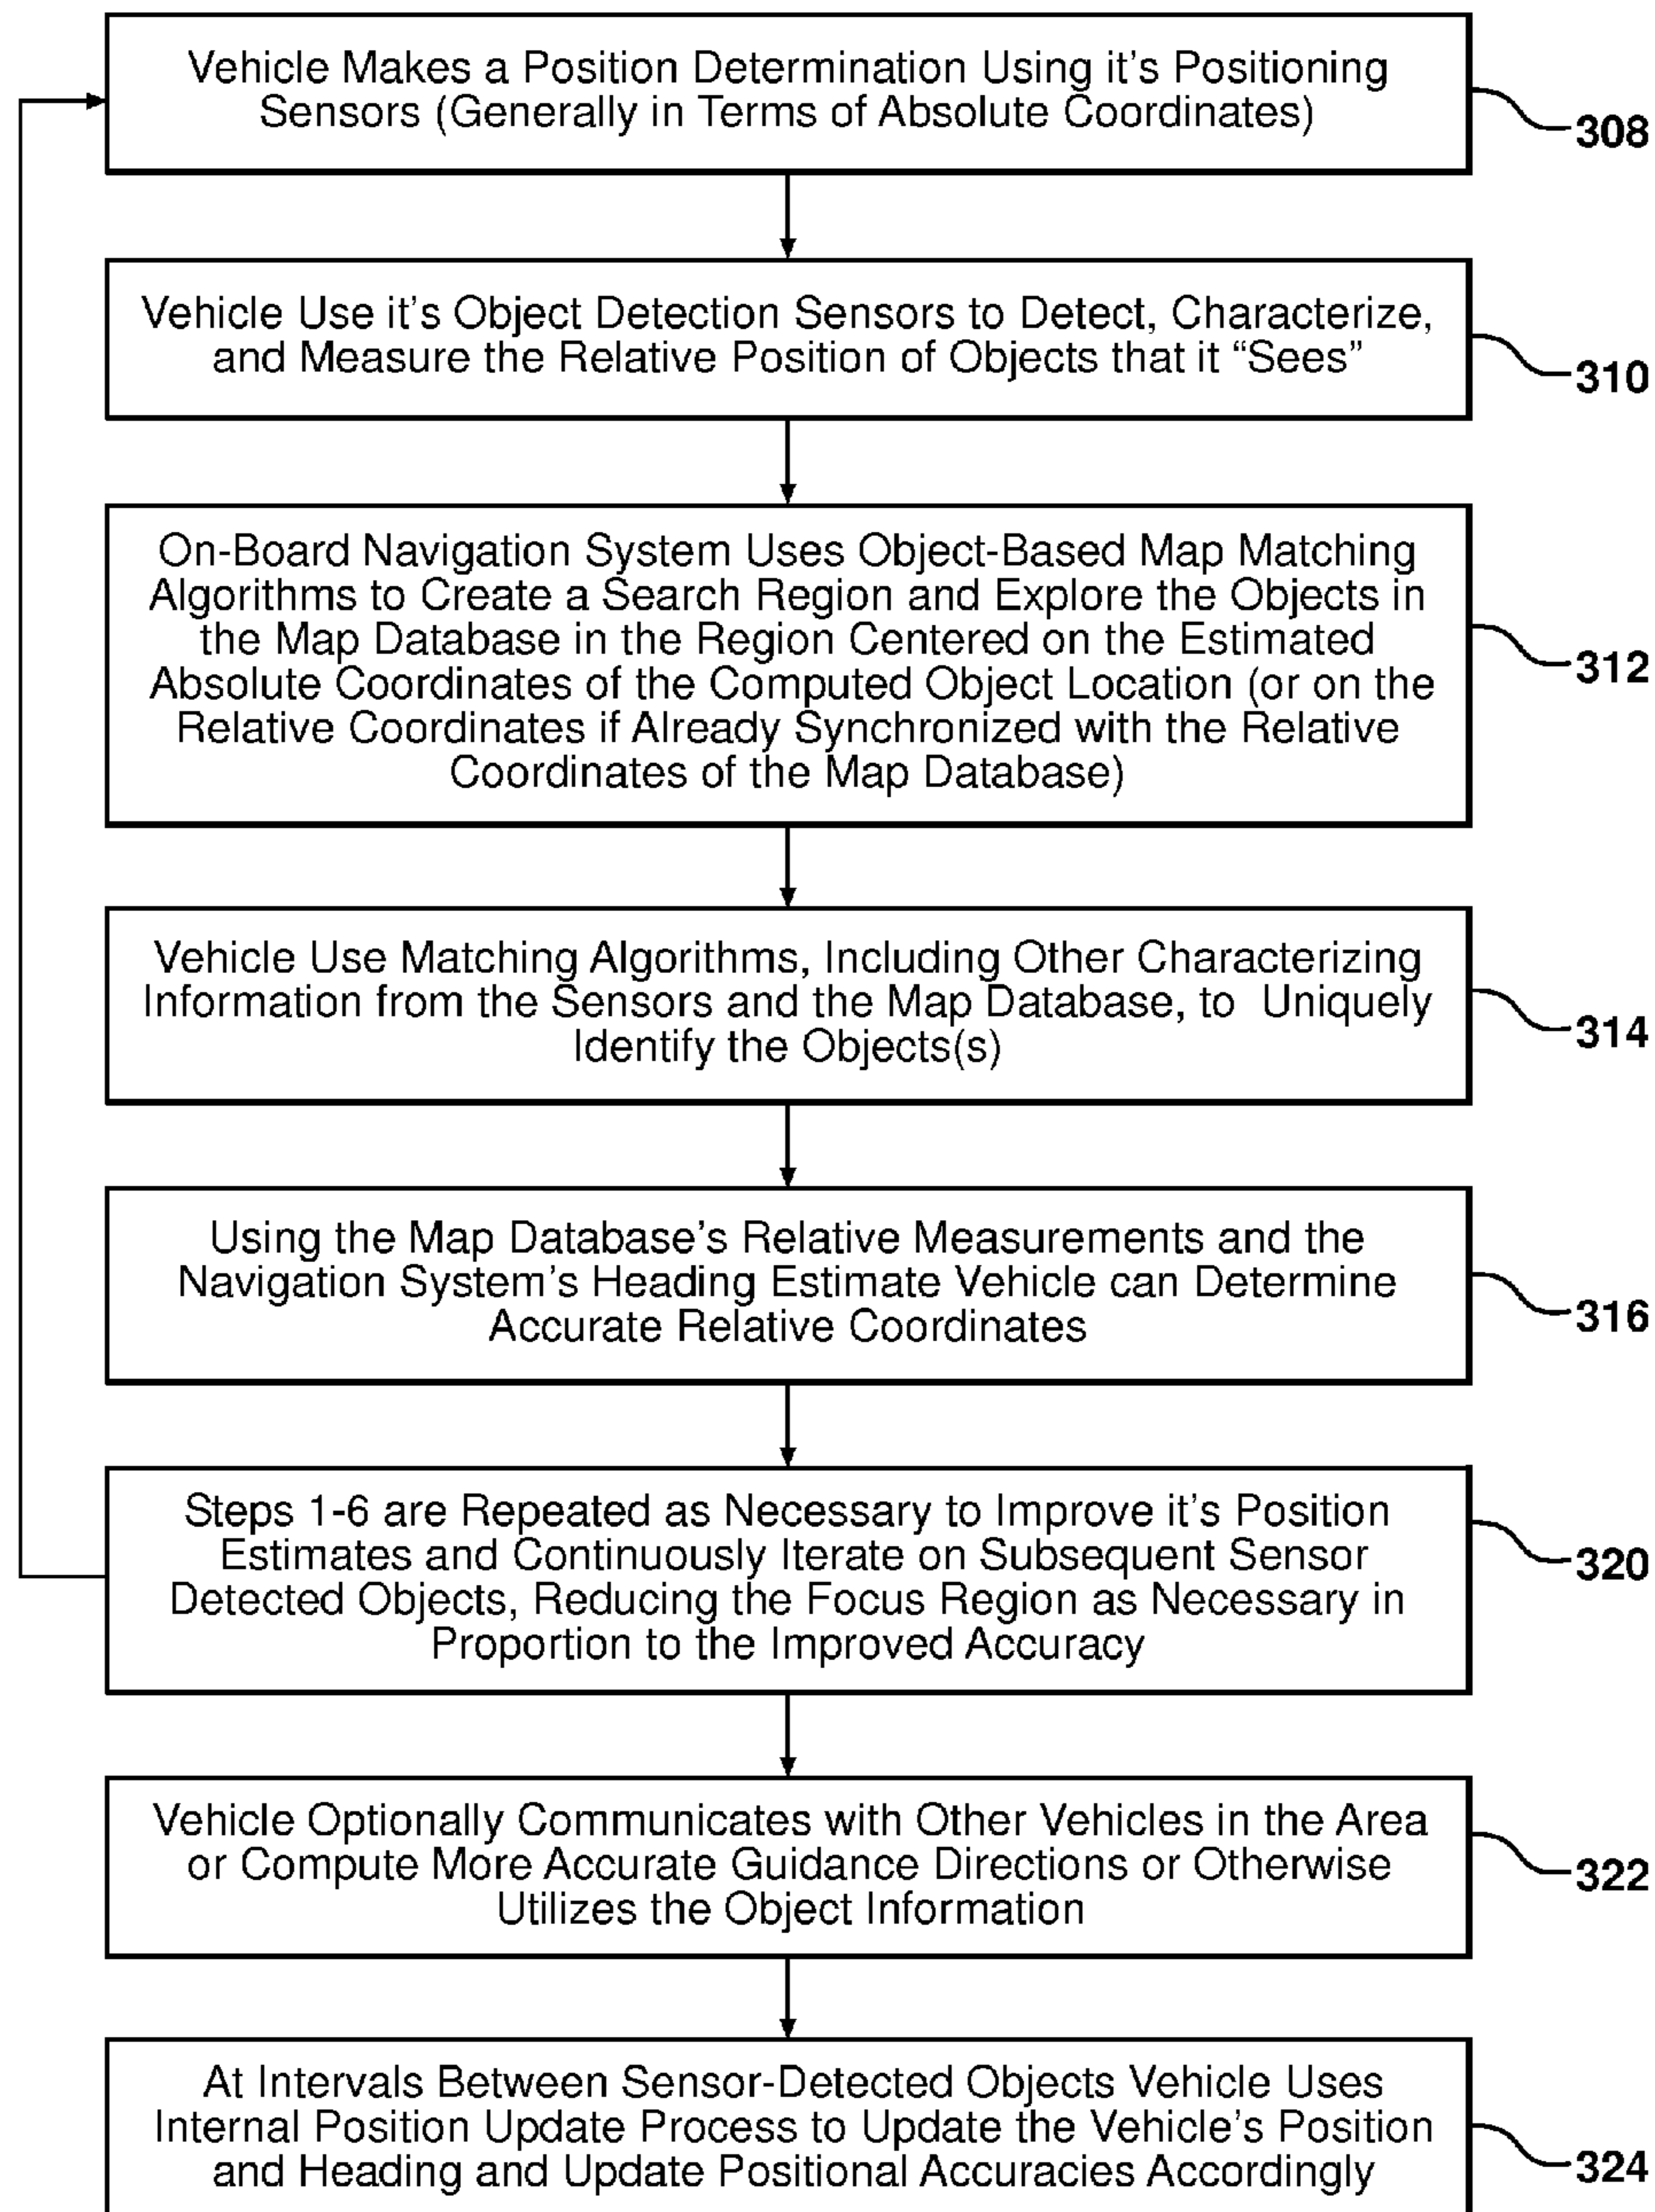 Vehicle Makes a Position Determination Using it's Positioning
Sensors (Generally in Terms of Absolute Coordinates)
308
Vehicle Use it's Object Detection Sensors to Detect, Characterize,
and Measure the Relative Position of Objects that it “Sees”
310
On-Board Navigation System Uses Object-Based Map Matching
Algorithms to Create a Search Region and Explore the Objects in
the Map Database in the Region Centered on the Estimated
Absolute Coordinates of the Computed Object Location (or on the
Relative Coordinates if Already Synchronized with the Relative
Coordinates of the Map Database)
312
Vehicle Use Matching Algorithms, Including Other Characterizing
Information from the Sensors and the Map Database, to Uniquely
Identify the Objects(s)
314
Using the Map Database's Relative Measurements and the
Navigation System's Heading Estimate Vehicle can Determine
Accurate Relative Coordinates
316
Steps 1-6 are Repeated as Necessary to Improve it's Position
Estimates and Continuously Iterate on Subsequent Sensor
Detected Objects, Reducing the Focus Region as Necessary in
Proportion to the Improved Accuracy
320
Vehicle Optionally Communicates with Other Vehicles in the Area
or Compute More Accurate Guidance Directions or Otherwise
Utilizes the Object Information
322
At Intervals Between Sensor-Detected Objects Vehicle Uses
Internal Position Update Process to Update the Vehicle's Position
and Heading and Update Positional Accuracies Accordingly
324